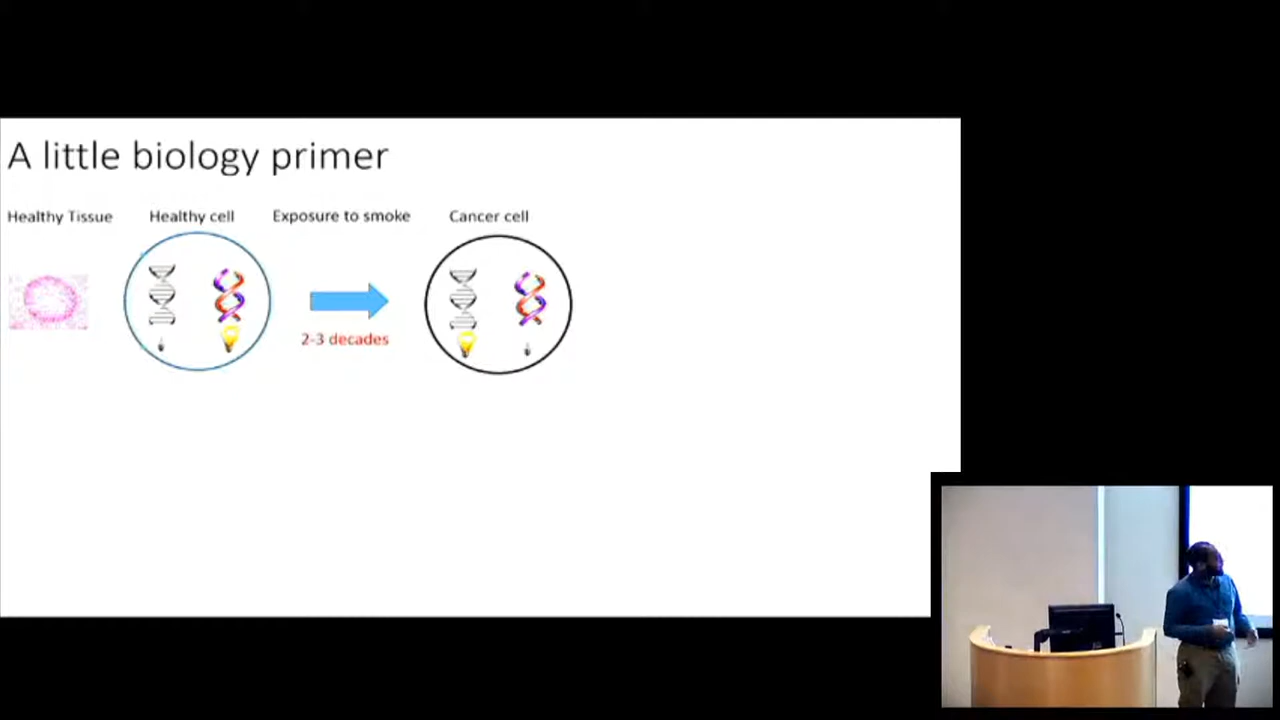 A little biology primer
Healthy Tissue
Healthy cell
Exposure to smoke
Cancer cell
2-3 decades